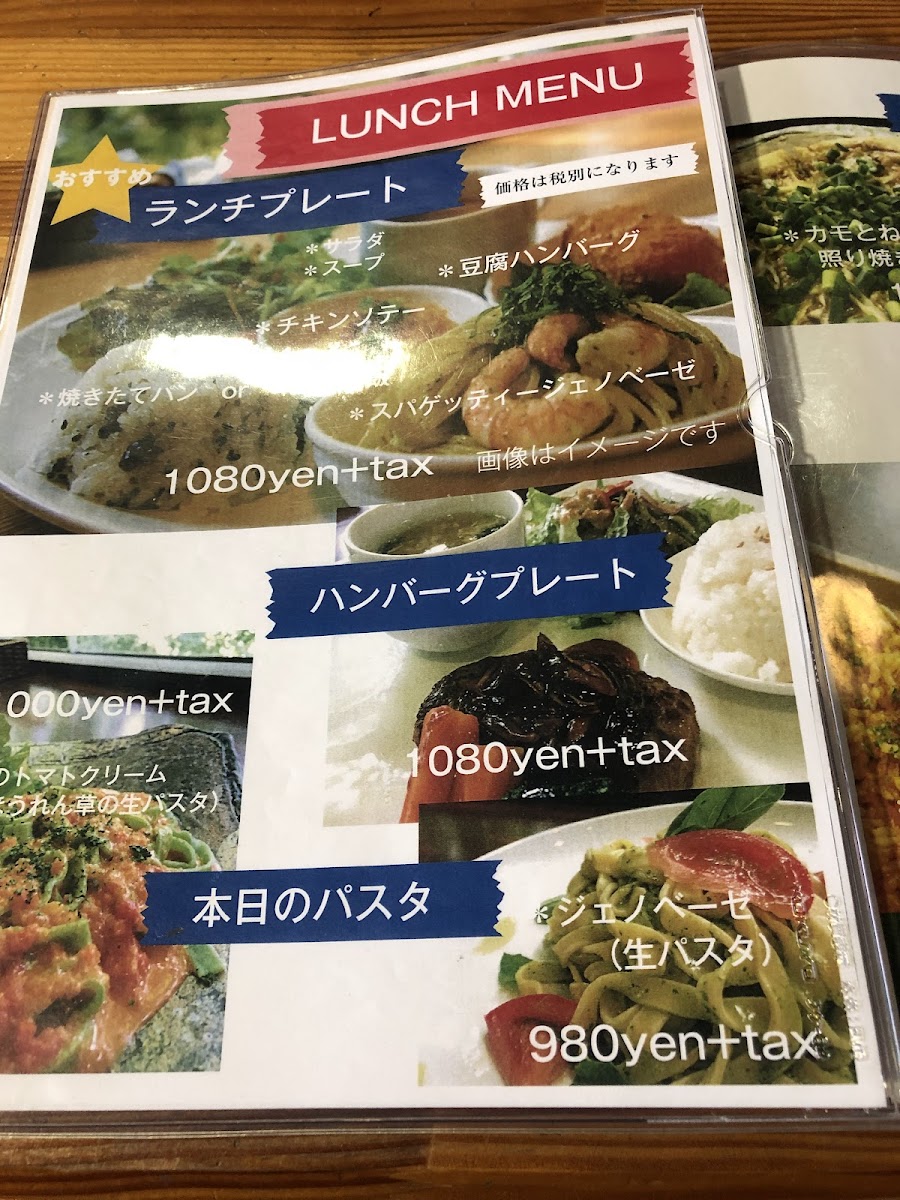 LUNCH MENU
おすすめ
ランチプレート
価格は税別になります
*サラダ
*スープ
*豆腐ハンバーグ
*チキンソテー
*焼きたてパン or
*スパゲッティージェノベーゼ
1080yen+tax
画像はイメージです
ハンバーグプレート
1080yen+tax
000yen+tax
のトマトクリーム
うれん草の生パスタ)
本日のパスタ
*ジェノベーゼ
(生パスタ)
980yen+tax
*カモとね
照り焼き